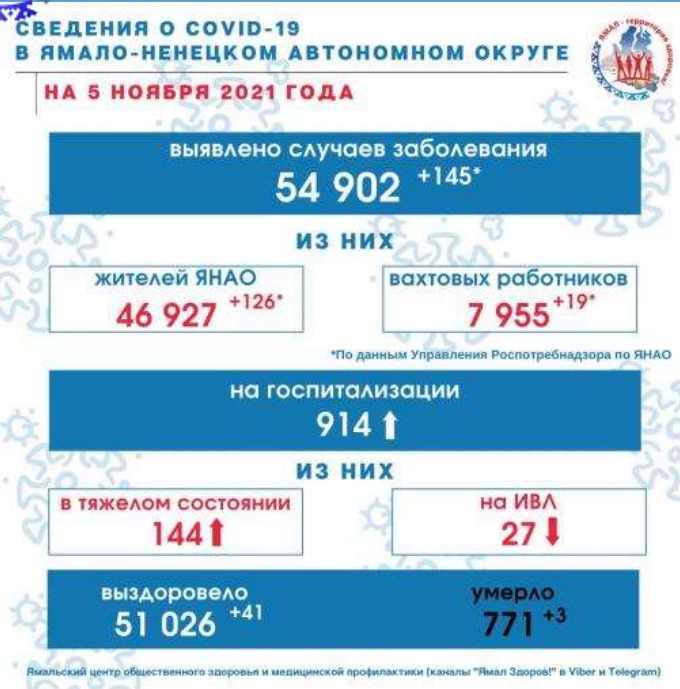 СВЕДЕНИЯ О COVID-19
В ЯМАЛО-НЕНЕЦКОМ АВТОНОМНОМ ОКРУГЕ
НА 5 НОЯБРЯ 2021 ГОДА
ЯМАЛ - территория здоровья!
выявлено случаев заболевания
54 902 +145*
ИЗ НИХ
жителей ЯНАО
46 927 +126*
вахтовых работников
7 955 +19*
*По данным Управления Роспотребнадзора по ЯНАО
на госпитализации
914 ↑
ИЗ НИХ
в тяжелом состоянии
144 ↑
на ИВЛ
27 ↓
выздоровело
51 026 +41
умерло
771 +3
Ямальский центр общественного здоровья и медицинской профилактики (каналы "Ямал Здоров!" в Viber и Telegram)